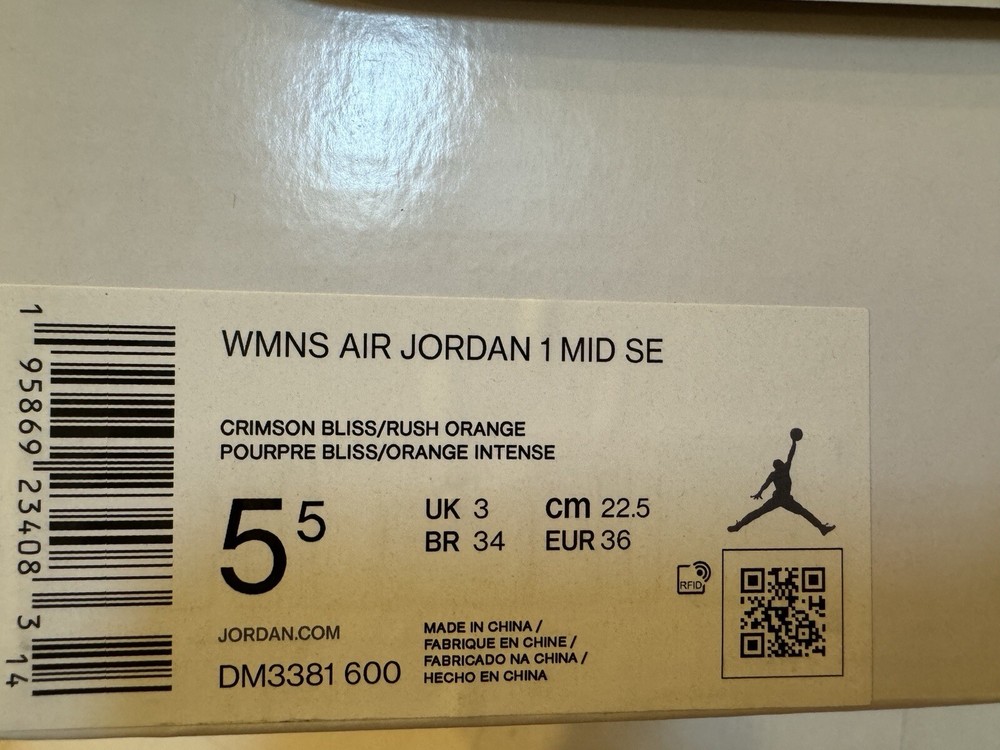 WMNS AIR JORDAN 1 MID SE
CRIMSON BLISS/RUSH ORANGE
POURPRE BLISS/ORANGE INTENSE
5 5
UK 3
cm 22.5
BR 34
EUR 36
RFID
JORDAN.COM
DM3381 600
MADE IN CHINA /
FABRIQUE EN CHINE /
FABRICADO NA CHINA /
HECHO EN CHINA
1 95869 23408 3 14